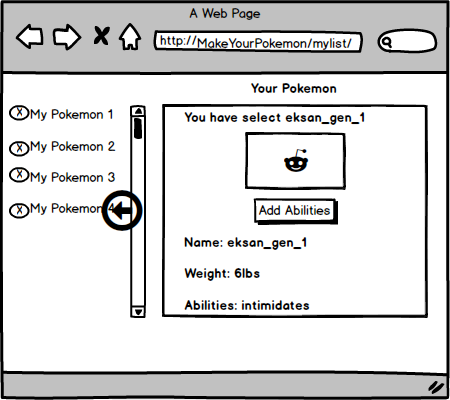 A Web Page
http://MakeYourPokemon/mylist/
Your Pokemon
X My Pokemon 1
X My Pokemon 2
X My Pokemon 3
X My Pokemon 4
You have select eksan_gen_1
Add Abilities
Name: eksan_gen_1
Weight: 6lbs
Abilities: intimidates